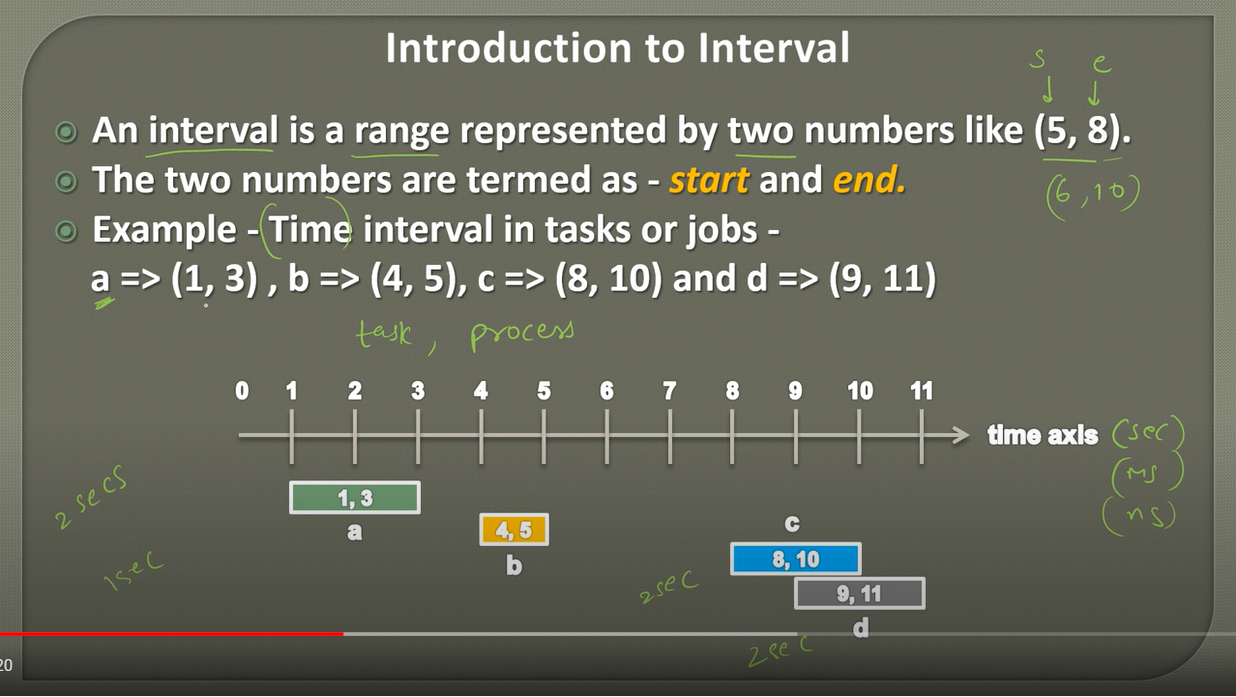 Introduction to Interval
s e
An interval is a range represented by two numbers like (5, 8).
The two numbers are termed as - start and end.
(6, 10)
Example - (Time) interval in tasks or jobs -
a => (1, 3) , b => (4, 5), c => (8, 10) and d => (9, 11)
task, process
0 1 2 3 4 5 6 7 8 9 10 11
time axis (sec)
(ms)
(ns)
2 secs
1, 3
a
4, 5
b
c
8, 10
1sec
2sec
9, 11
d
2sec
20